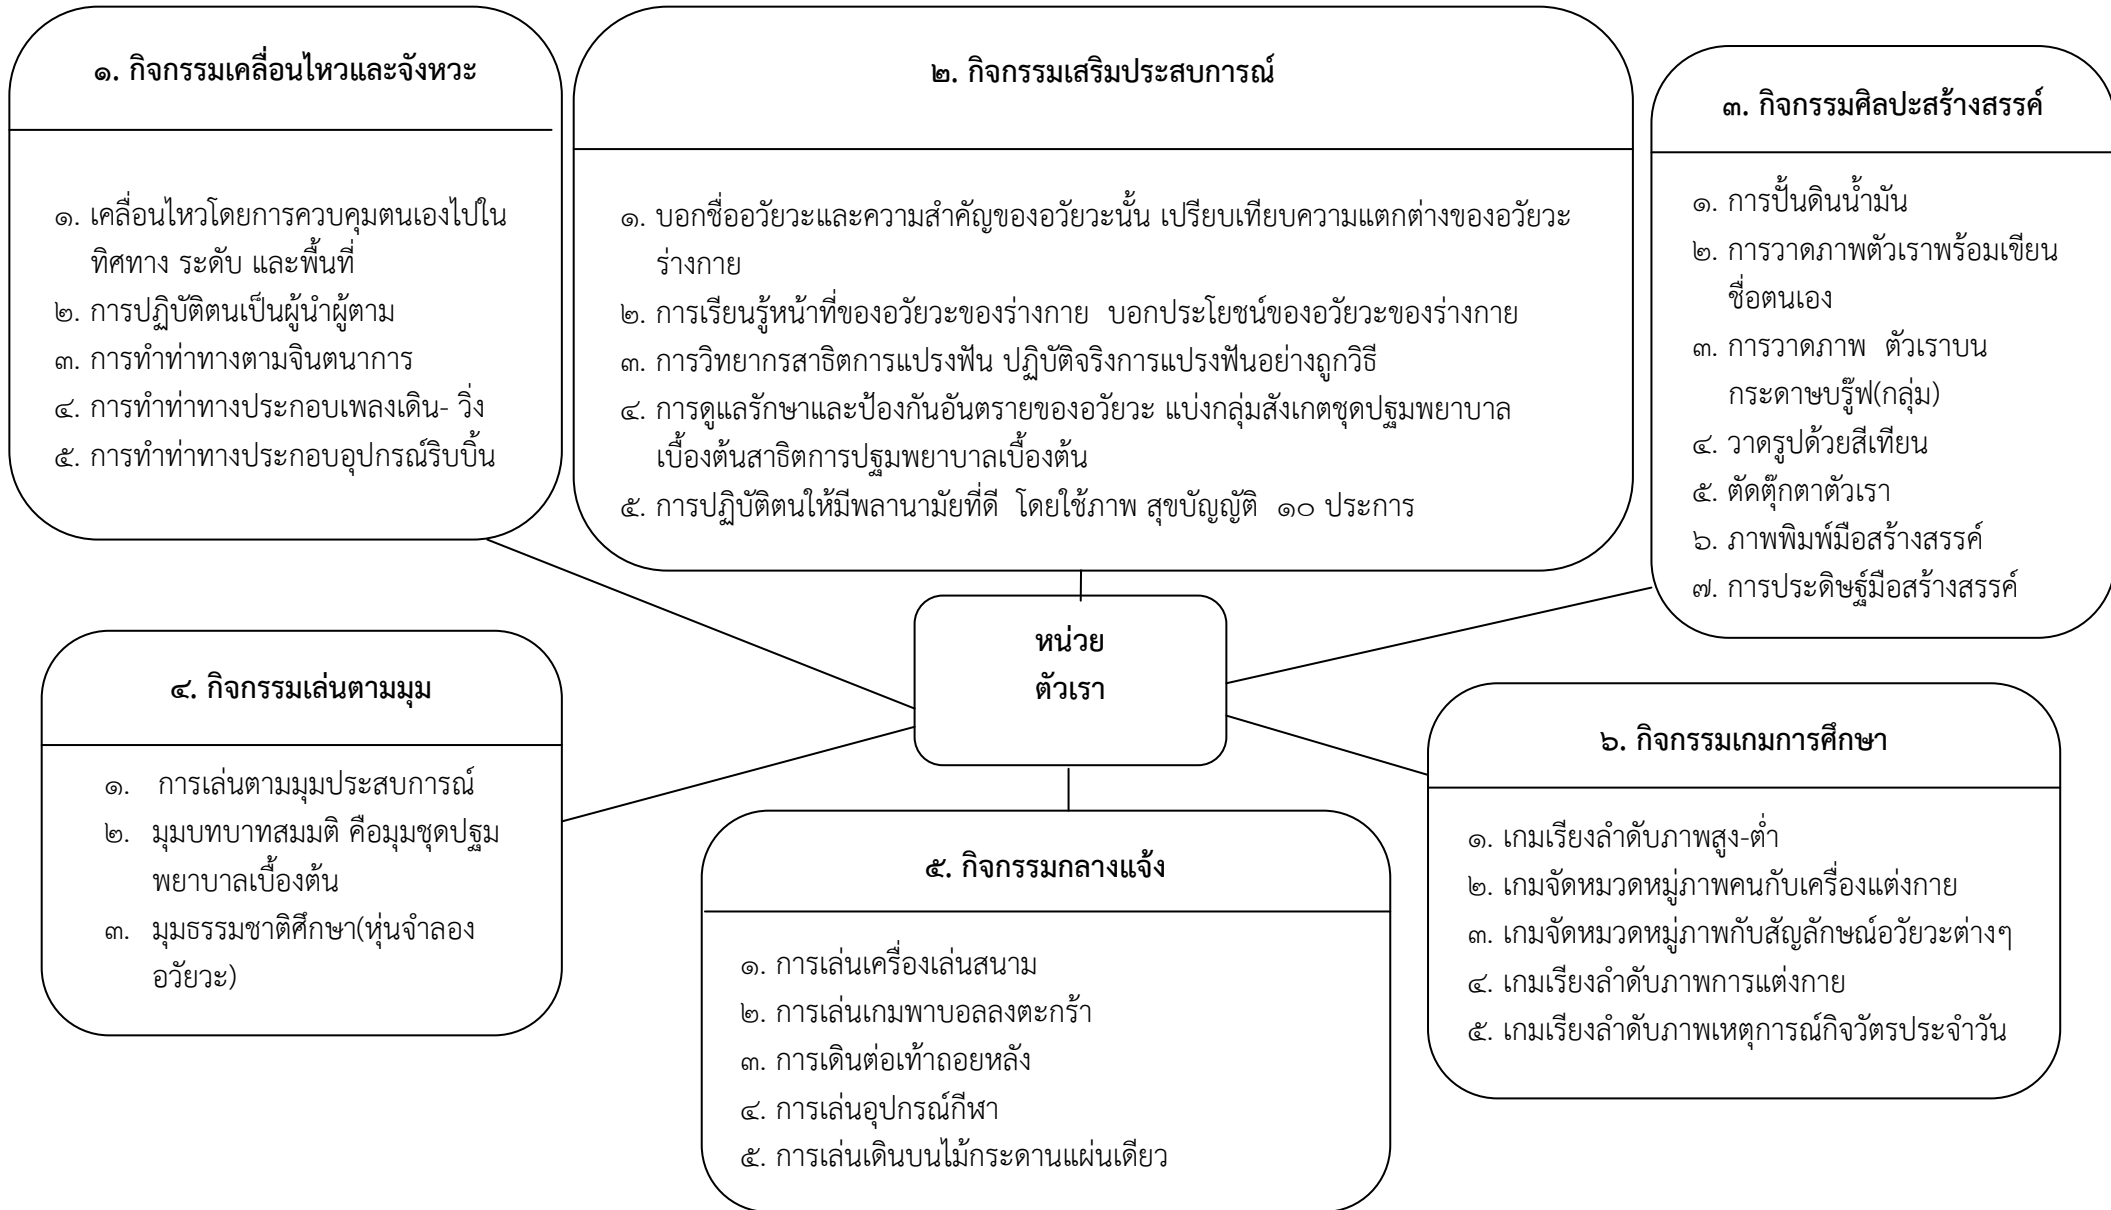 ๑. กิจกรรมเคลื่อนไหวและจังหวะ
๑. เคลื่อนไหวโดยการควบคุมตนเองไปใน
ทิศทาง ระดับ และพื้นที่
๒. การปฏิบัติตนเป็นผู้นำผู้ตาม
๓. การทำท่าทางตามจินตนาการ
๔. การทำท่าทางประกอบเพลงเดิน- วิ่ง
๕. การทำท่าทางประกอบอุปกรณ์ริบบิ้น
๒. กิจกรรมเสริมประสบการณ์
๑. บอกชื่ออวัยวะและความสำคัญของอวัยวะนั้น เปรียบเทียบความแตกต่างของอวัยวะ
ร่างกาย
๒. การเรียนรู้หน้าที่ของอวัยวะของร่างกาย บอกประโยชน์ของอวัยวะของร่างกาย
๓. การวิทยากรสาธิตการแปรงฟัน ปฏิบัติจริงการแปรงฟันอย่างถูกวิธี
๔. การดูแลรักษาและป้องกันอันตรายของอวัยวะ แบ่งกลุ่มสังเกตชุดปฐมพยาบาล
เบื้องต้นสาธิตการปฐมพยาบาลเบื้องต้น
๕. การปฏิบัติตนให้มีพลานามัยที่ดี โดยใช้ภาพ สุขบัญญัติ ๑๐ ประการ
๓. กิจกรรมศิลปะสร้างสรรค์
๑. การปั้นดินน้ำมัน
๒. การวาดภาพตัวเราพร้อมเขียน
ชื่อตนเอง
๓. การวาดภาพ ตัวเราบน
กระดาษบรู๊ฟ(กลุ่ม)
๔. วาดรูปด้วยสีเทียน
๕. ตัดตุ๊กตาตัวเรา
๖. ภาพพิมพ์มือสร้างสรรค์
๗. การประดิษฐ์มือสร้างสรรค์
หน่วย
ตัวเรา
๔. กิจกรรมเล่นตามมุม
๑. การเล่นตามมุมประสบการณ์
๒. มุมบทบาทสมมติ คือมุมชุดปฐม
พยาบาลเบื้องต้น
๓. มุมธรรมชาติศึกษา(หุ่นจำลอง
อวัยวะ)
๕. กิจกรรมกลางแจ้ง
๑. การเล่นเครื่องเล่นสนาม
๒. การเล่นเกมพาบอลลงตะกร้า
๓. การเดินต่อเท้าถอยหลัง
๔. การเล่นอุปกรณ์กีฬา
๕. การเล่นเดินบนไม้กระดานแผ่นเดียว
๖. กิจกรรมเกมการศึกษา
๑. เกมเรียงลำดับภาพสูง-ต่ำ
๒. เกมจัดหมวดหมู่ภาพคนกับเครื่องแต่งกาย
๓. เกมจัดหมวดหมู่ภาพกับสัญลักษณ์อวัยวะต่างๆ
๔. เกมเรียงลำดับภาพการแต่งกาย
๕. เกมเรียงลำดับภาพเหตุการณ์กิจวัตรประจำวัน